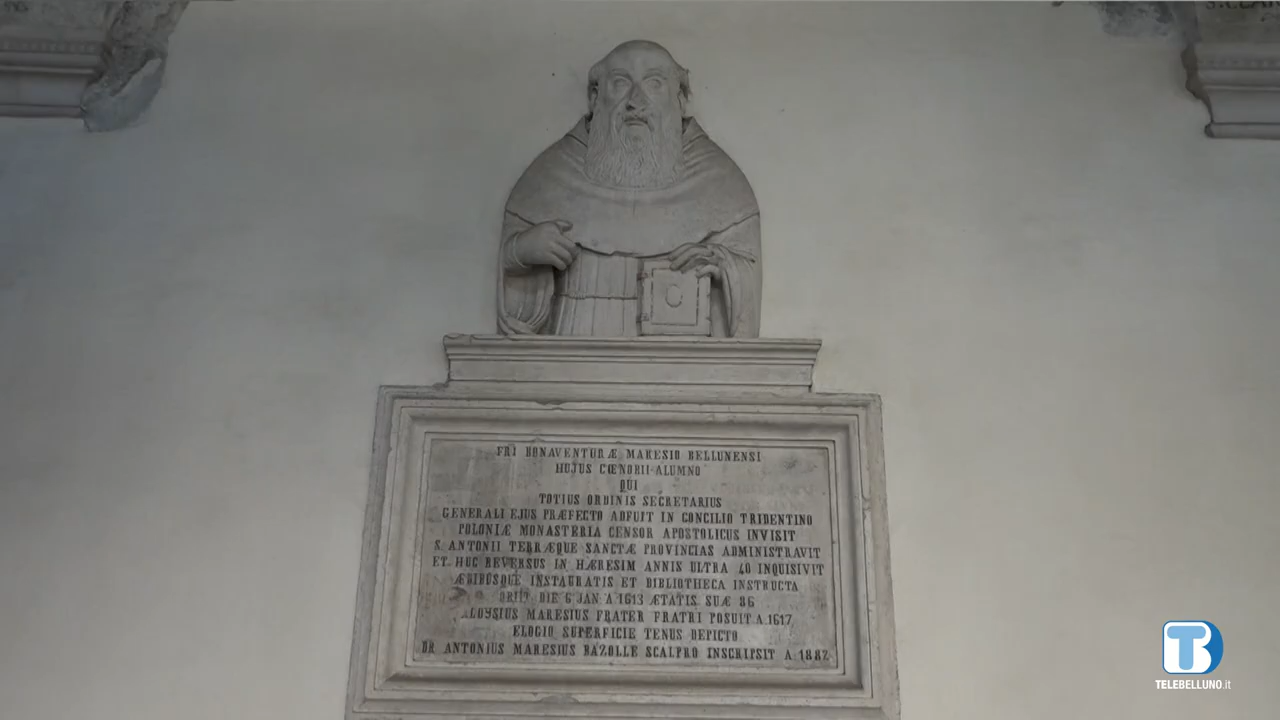 S. CLAR
FRI BONAVENTURÆ MARESIO BELLUNENSI
HUJUS CŒNOBII ALUMNO
QUI
TOTIUS ORDINIS SECRETARIUS
GENERALI EJUS PRÆFECTO ADFUIT IN CONCILIO TRIDENTINO
POLONIÆ MONASTERIA CENSOR APOSTOLICUS INVISIT
S. ANTONII TERRÆQUE SANCTÆ PROVINCIAS ADMINISTRAVIT
ET HUC REVERSUS IN HÆRESIM ANNIS ULTRA 40 INQUISIVIT
ÆDIBUSQUE INSTAURATIS ET BIBLIOTHECA INSTRUCTA
OBIIT DIE 6 JAN A 1613 ÆTATIS SUÆ 86
ALOYSIUS MARESIUS FRATER FRATRI POSUIT A. 1617
ELOGIO SUPERFICIE TENUS DEPICTO
DR ANTONIUS MARESIUS BAZOLLE SCALPRO INSCRIPSIT A. 1882
TB
TELEBELLUNO.it